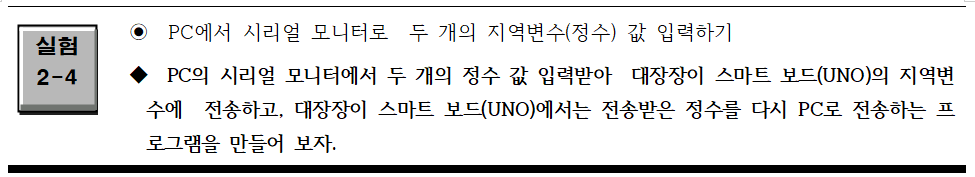 실험
2-4
◉ PC에서 시리얼 모니터로 두 개의 지역변수(정수) 값 입력하기
◆ PC의 시리얼 모니터에서 두 개의 정수 값 입력받아 대장장이 스마트 보드(UNO)의 지역변
수에 전송하고, 대장장이 스마트 보드(UNO)에서는 전송받은 정수를 다시 PC로 전송하는 프
로그램을 만들어 보자.